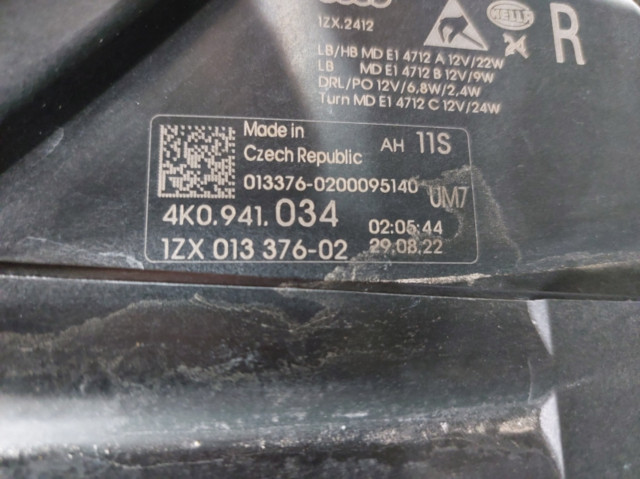 1ZX.2412
HELLA
24
R
LB/HB MD E1 4712 A 12V/22W
LB MD E1 4712 B 12V/9W
DRL/PO 12V/6,8W/2,4W
Turn MD E1 4712 C 12V/24W
Made in
Czech Republic
AH 11S
013376-0200095140
UM7
4K0.941.034
02:05:44
1ZX 013 376-02
29.08.22